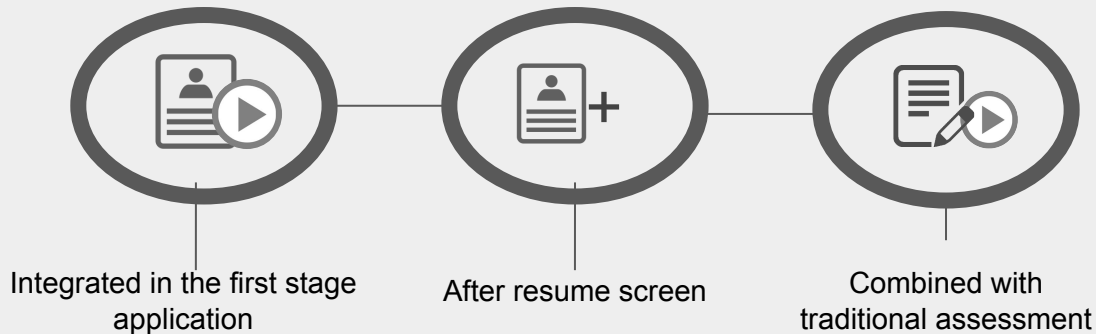 Integrated in the first stage
application
After resume screen
Combined with
traditional assessment